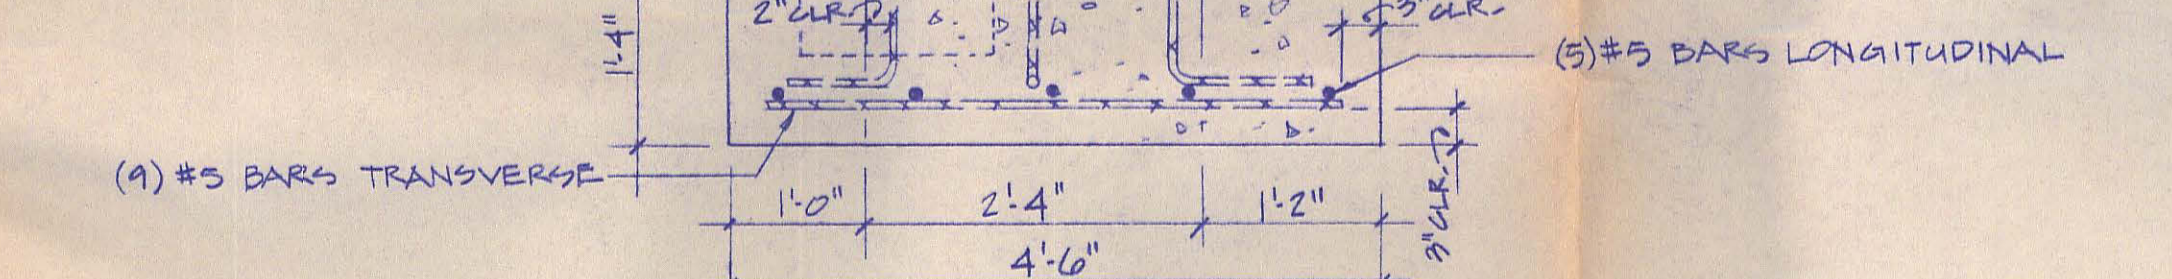 2" CLR.
3" CLR.
1'-4"
(5) #5 BARS LONGITUDINAL
(9) #5 BARS TRANSVERSE
1'-0"
2'-4"
1'-2"
3" CLR.
4'-6"